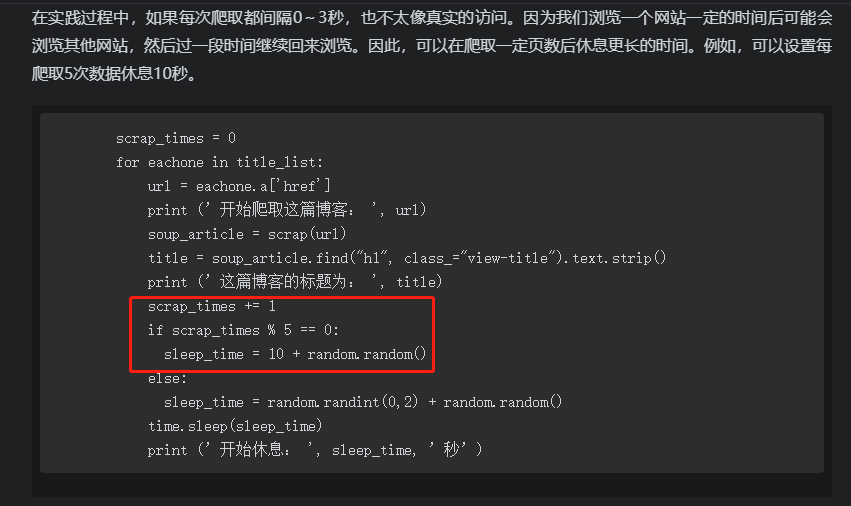 在实践过程中，如果每次爬取都间隔0～3秒，也不太像真实的访问。因为我们浏览一个网站一定的时间后可能会
浏览其他网站，然后过一段时间继续回来浏览。因此，可以在爬取一定页数后休息更长的时间。例如，可以设置每
爬取5次数据休息10秒。
scrap_times = 0
for eachone in title_list:
    url = eachone.a['href']
    print (' 开始爬取这篇博客： ', url)
    soup_article = scrap(url)
    title = soup_article.find("h1", class_="view-title").text.strip()
    print (' 这篇博客的标题为： ', title)
    scrap_times += 1
    if scrap_times % 5 == 0:
      sleep_time = 10 + random.random()
    else:
      sleep_time = random.randint(0,2) + random.random()
    time.sleep(sleep_time)
    print (' 开始休息： ', sleep_time, ' 秒' )